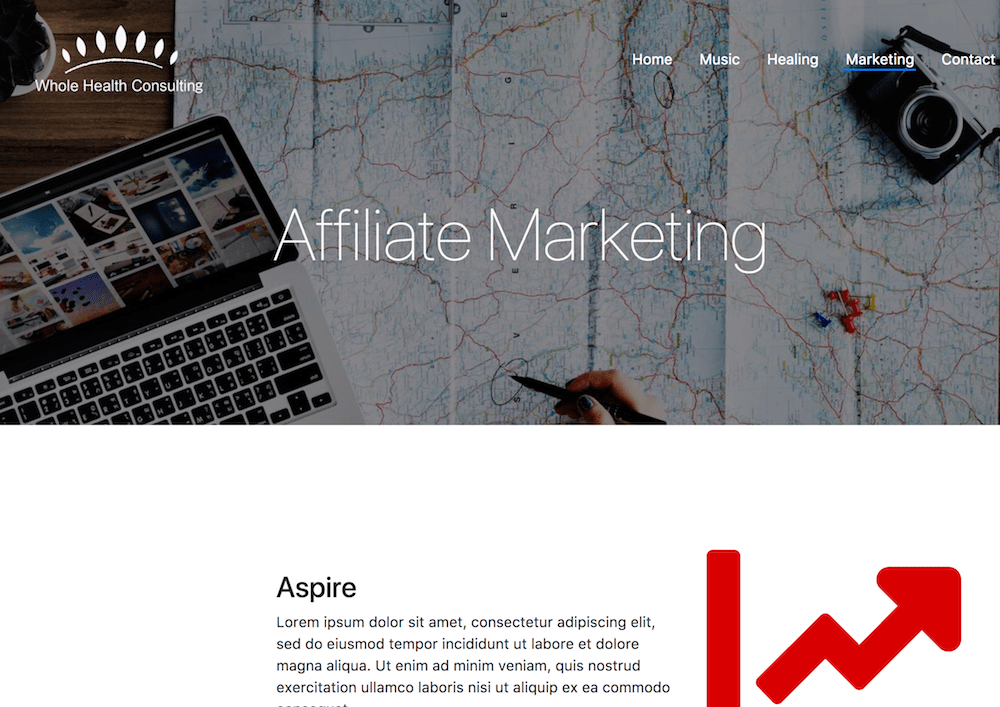 Whole Health Consulting
Home Music Healing Marketing Contact
Affiliate Marketing
Aspire
Lorem ipsum dolor sit amet, consectetur adipiscing elit,
sed do eiusmod tempor incididunt ut labore et dolore
magna aliqua. Ut enim ad minim veniam, quis nostrud
exercitation ullamco laboris nisi ut aliquip ex ea commodo